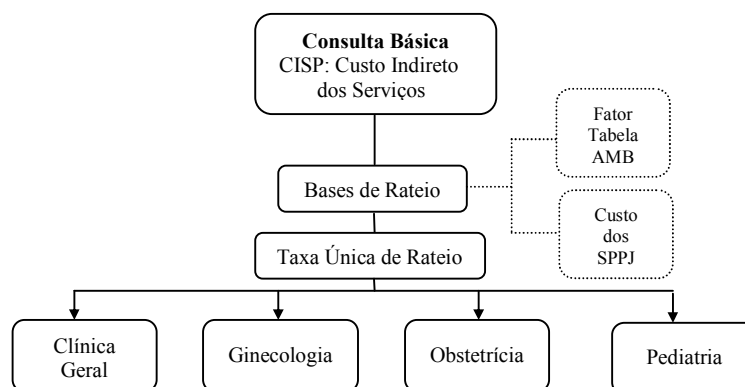 Consulta Básica
CISP: Custo Indireto
dos Serviços
Fator
Tabela
AMB
Bases de Rateio
Custo
dos
SPPJ
Taxa Única de Rateio
Clínica
Geral
Ginecologia
Obstetrícia
Pediatria